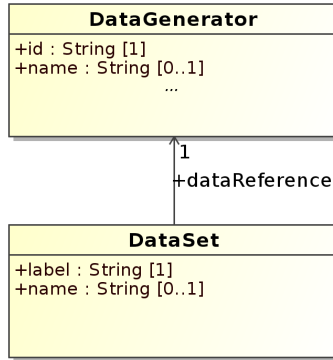 DataGenerator
+id : String [1]
+name : String [0..1]
...
1
+dataReference
DataSet
+label : String [1]
+name : String [0..1]